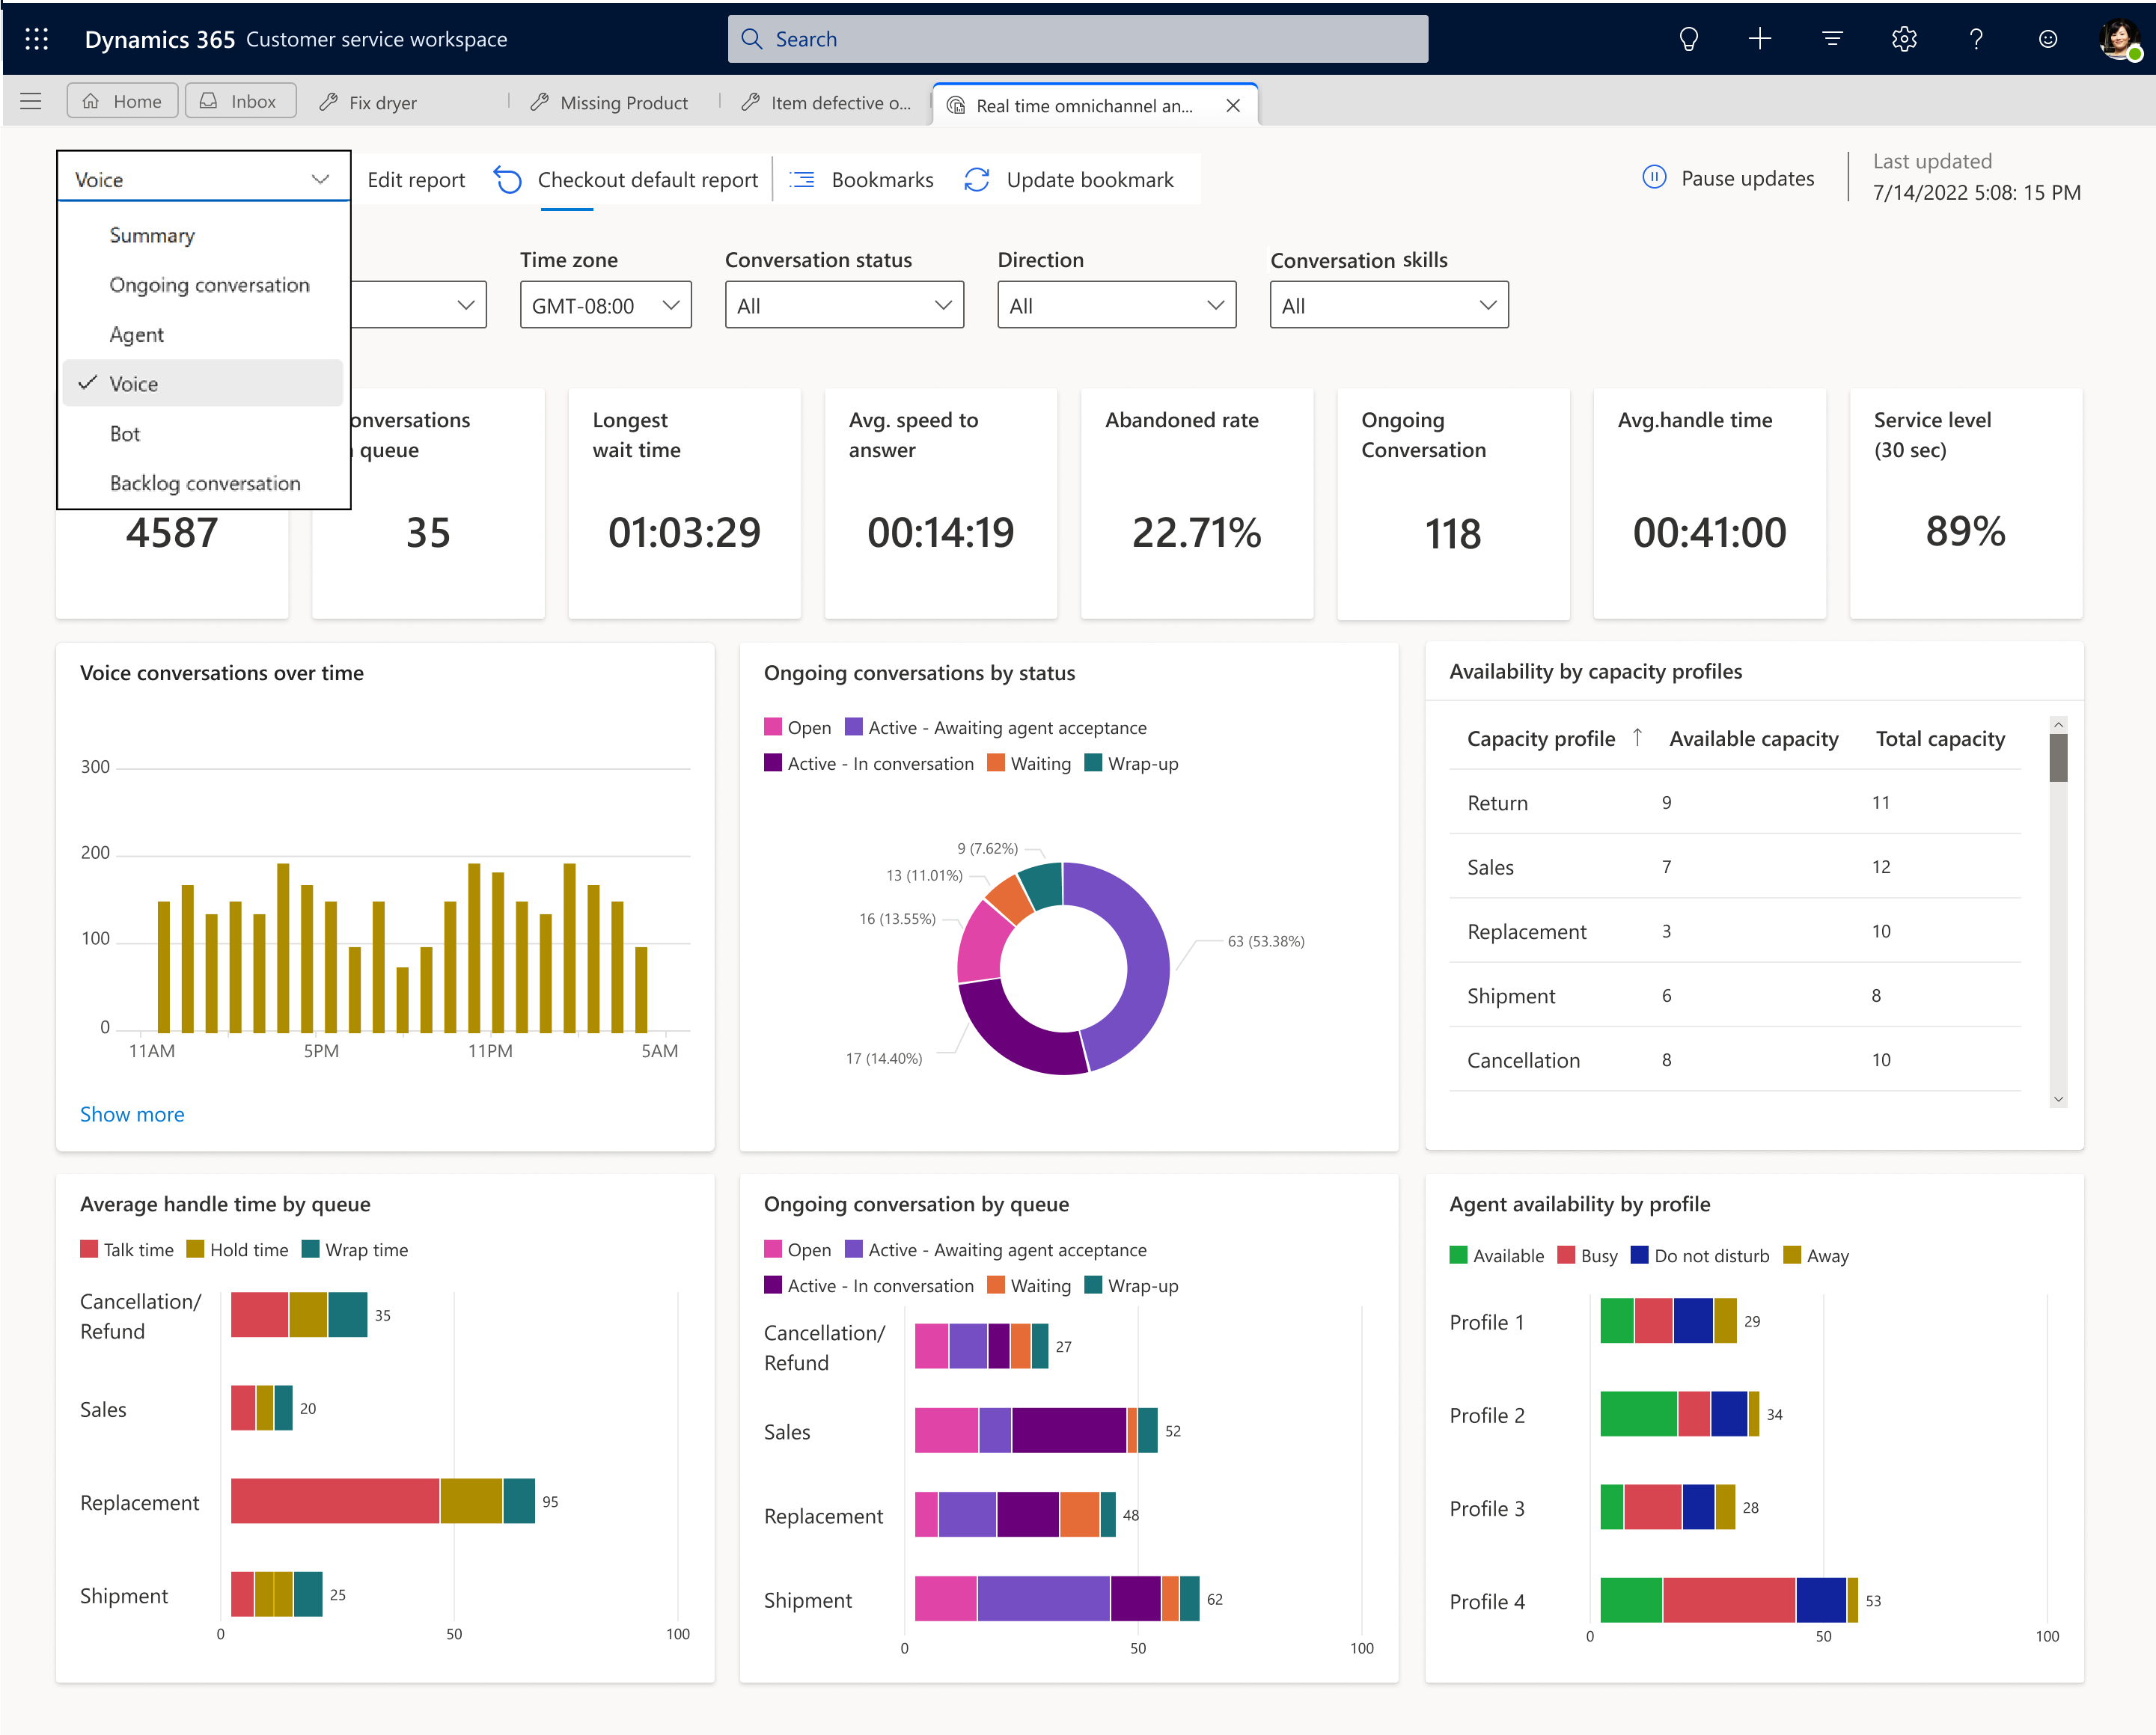 Dynamics 365 Customer service workspace
Search
Home
Inbox
Fix dryer
Missing Product
Item defective o...
Real time omnichannel an...
Voice
Edit report
Checkout default report
Bookmarks
Update bookmark
Pause updates
Last updated
7/14/2022 5:08: 15 PM
Summary
Ongoing conversation
Agent
Voice
Bot
Backlog conversation
Time zone
GMT-08:00
Conversation status
All
Direction
All
Conversation skills
All
4587
onversations
queue
35
Longest
wait time
01:03:29
Avg. speed to
answer
00:14:19
Abandoned rate
22.71%
Ongoing
Conversation
118
Avg.handle time
00:41:00
Service level
(30 sec)
89%
Voice conversations over time
300
200
100
0
11AM 5PM 11PM 5AM
Show more
Ongoing conversations by status
Open Active - Awaiting agent acceptance
Active - In conversation Waiting Wrap-up
9 (7.62%)
13 (11.01%)
16 (13.55%)
63 (53.38%)
17 (14.40%)
Availability by capacity profiles
Capacity profile Available capacity Total capacity
Return 9 11
Sales 7 12
Replacement 3 10
Shipment 6 8
Cancellation 8 10
Average handle time by queue
Talk time Hold time Wrap time
Cancellation/
Refund
35
Sales 20
Replacement 95
Shipment 25
0 50 100
Ongoing conversation by queue
Open Active - Awaiting agent acceptance
Active - In conversation Waiting Wrap-up
Cancellation/
Refund
27
Sales 52
Replacement 48
Shipment 62
0 50 100
Agent availability by profile
Available Busy Do not disturb Away
Profile 1 29
Profile 2 34
Profile 3 28
Profile 4 53
0 50 100